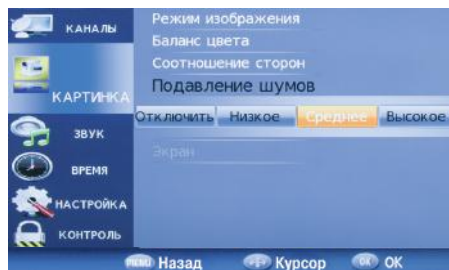 КАНАЛЫ
КАРТИНКА
ЗВУК
ВРЕМЯ
НАСТРОЙКА
КОНТРОЛЬ
Режим изображения
Баланс цвета
Соотношение сторон
Подавление шумов
Отключить Низкое Среднее Высокое
Экран
MENU Назад Курсор OK ОК